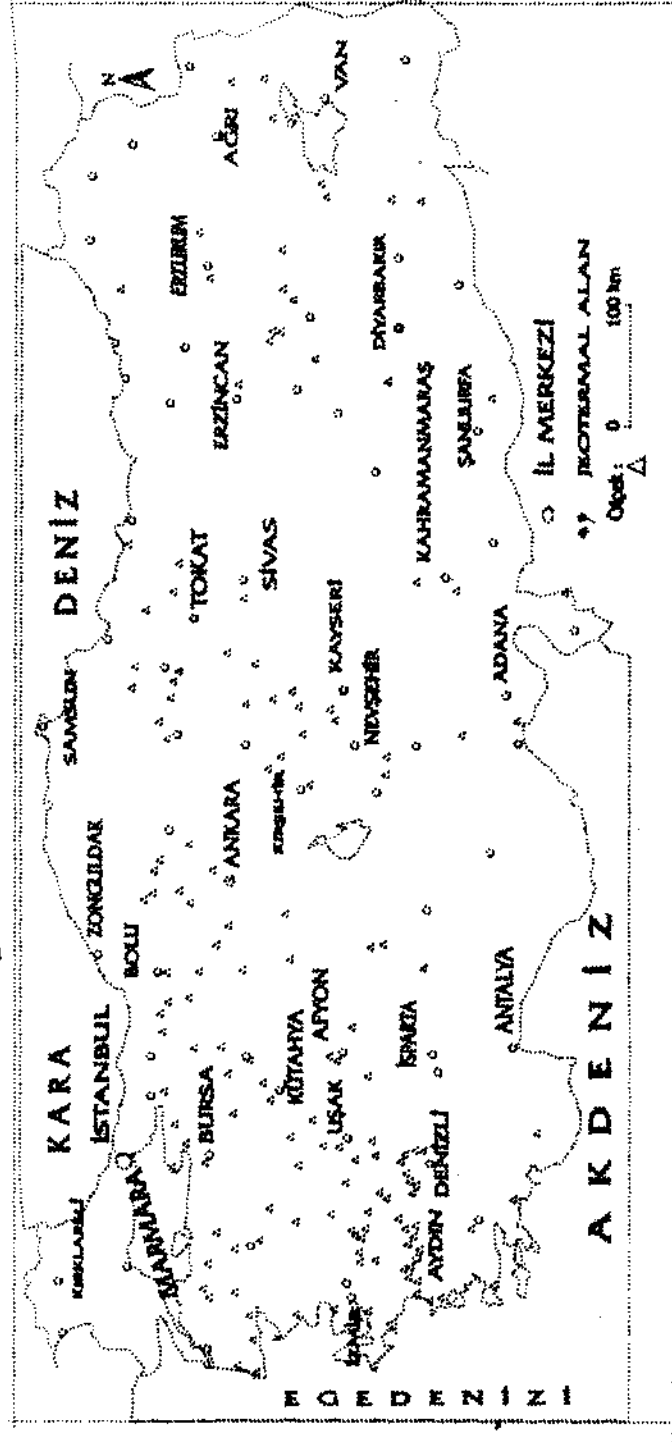 KARA DENİZ
N
KIRKLARELİ
İSTANBUL
ZONGULDAK
SAMSUN
MARMARA
BOLU
BURSA
ANKARA
TOKAT
ERZİNCAN
ERZURUM
AĞRI
KÜTAHYA
KIRŞEHİR
SİVAS
AFYON
UŞAK
KAYSERİ
NEVŞEHİR
VAN
İZMİR
ISPARTA
DİYARBAKIR
AYDIN
DENİZLİ
KAHRAMANMARAŞ
ŞANLIURFA
ANTALYA
ADANA
EGE DENİZİ
AKDENİZ
İL MERKEZİ
JEOTERMAL ALAN
Ölçek : 0 100 km